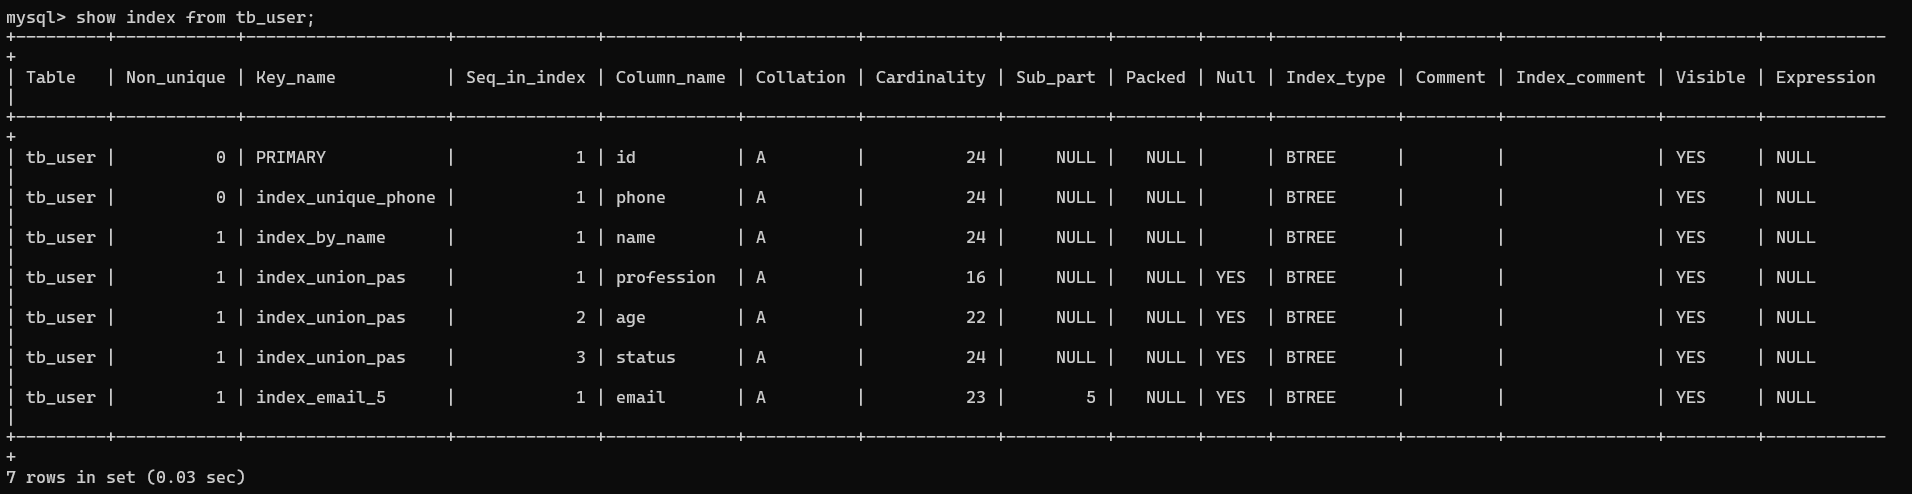 mysql> show index from tb_user;
+---------+------------+--------------------+--------------+-------------+-----------+-------------+----------+--------+------+------------+---------+---------------+---------+------------
+
| Table   | Non_unique | Key_name           | Seq_in_index | Column_name | Collation | Cardinality | Sub_part | Packed | Null | Index_type | Comment | Index_comment | Visible | Expression
|
+---------+------------+--------------------+--------------+-------------+-----------+-------------+----------+--------+------+------------+---------+---------------+---------+------------
+
| tb_user |          0 | PRIMARY            |            1 | id          | A         |          24 |     NULL |   NULL |      | BTREE      |         |               | YES     | NULL
|
| tb_user |          0 | index_unique_phone |            1 | phone       | A         |          24 |     NULL |   NULL |      | BTREE      |         |               | YES     | NULL
|
| tb_user |          1 | index_by_name      |            1 | name        | A         |          24 |     NULL |   NULL |      | BTREE      |         |               | YES     | NULL
|
| tb_user |          1 | index_union_pas    |            1 | profession  | A         |          16 |     NULL |   NULL | YES  | BTREE      |         |               | YES     | NULL
|
| tb_user |          1 | index_union_pas    |            2 | age         | A         |          22 |     NULL |   NULL | YES  | BTREE      |         |               | YES     | NULL
|
| tb_user |          1 | index_union_pas    |            3 | status      | A         |          24 |     NULL |   NULL | YES  | BTREE      |         |               | YES     | NULL
|
| tb_user |          1 | index_email_5      |            1 | email       | A         |          23 |        5 |   NULL | YES  | BTREE      |         |               | YES     | NULL
|
+---------+------------+--------------------+--------------+-------------+-----------+-------------+----------+--------+------+------------+---------+---------------+---------+------------
+
7 rows in set (0.03 sec)